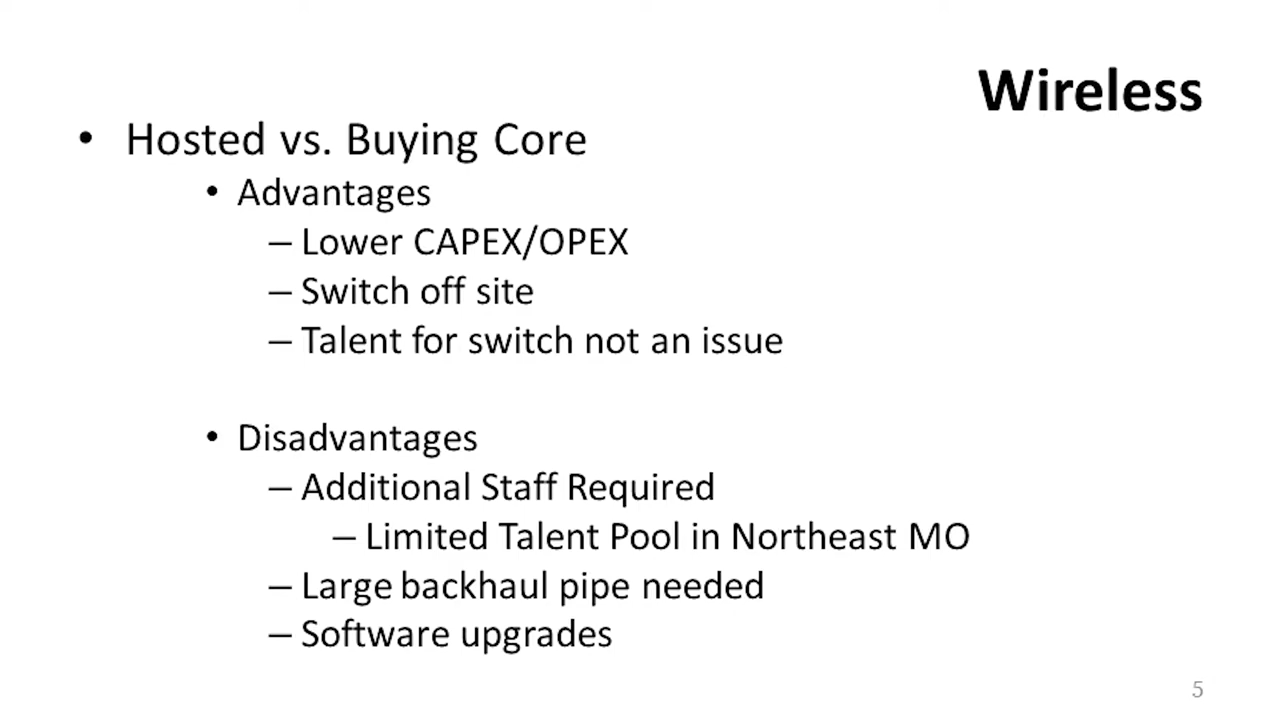 Wireless
• Hosted vs. Buying Core
• Advantages
– Lower CAPEX/OPEX
– Switch off site
– Talent for switch not an issue
• Disadvantages
– Additional Staff Required
– Limited Talent Pool in Northeast MO
– Large backhaul pipe needed
– Software upgrades
5